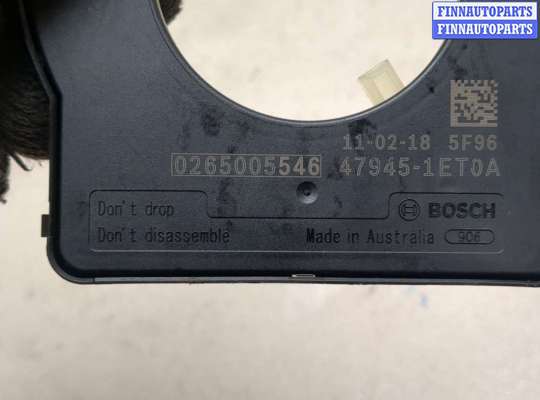 FINNAUTOPARTS
FINNAUTOPARTS
11-02-18 5F96
0265005546 47945-1ET0A
Don't drop
BOSCH
Don't disassemble Made in Australia 906